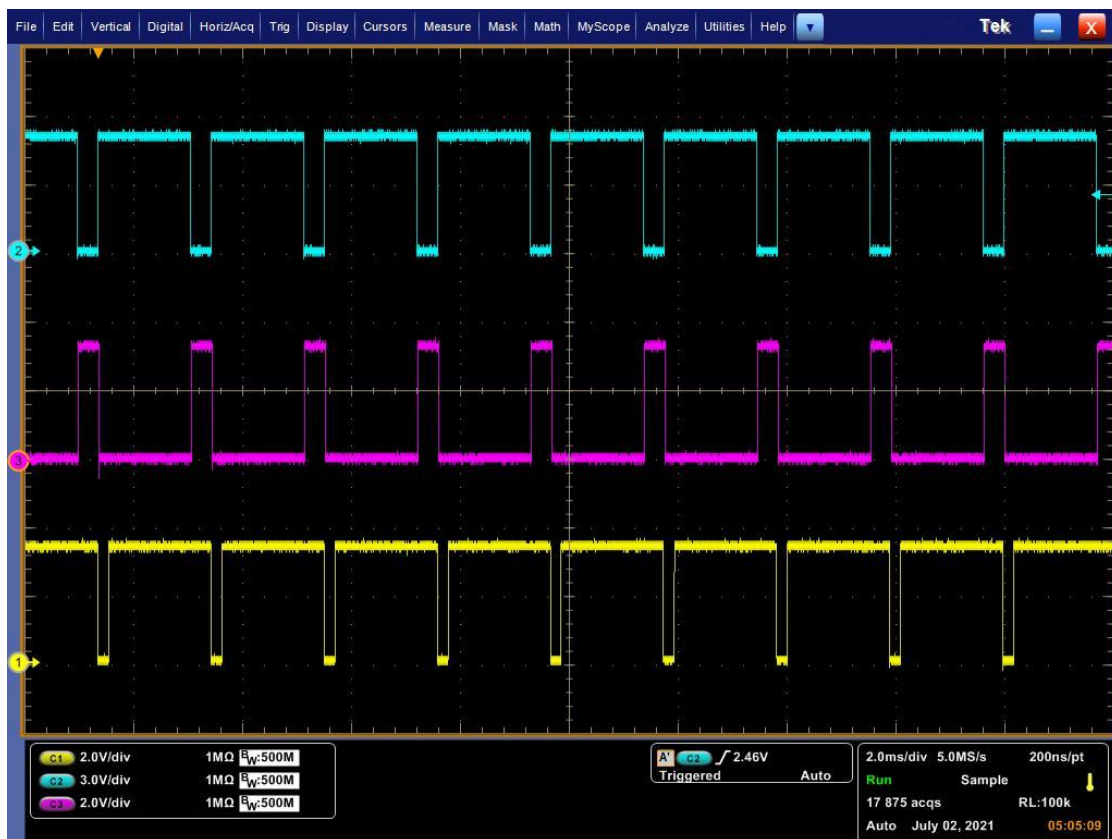 File Edit Vertical Digital Horiz/Acq Trig Display Cursors Measure Mask Math MyScope Analyze Utilities Help Tek X
2
3
1
C1 2.0V/div 1MΩ BW:500M
C2 3.0V/div 1MΩ BW:500M
C3 2.0V/div 1MΩ BW:500M
A' C2 2.46V
Triggered Auto
2.0ms/div 5.0MS/s 200ns/pt
Run Sample
17 875 acqs RL:100k
Auto July 02, 2021 05:05:09